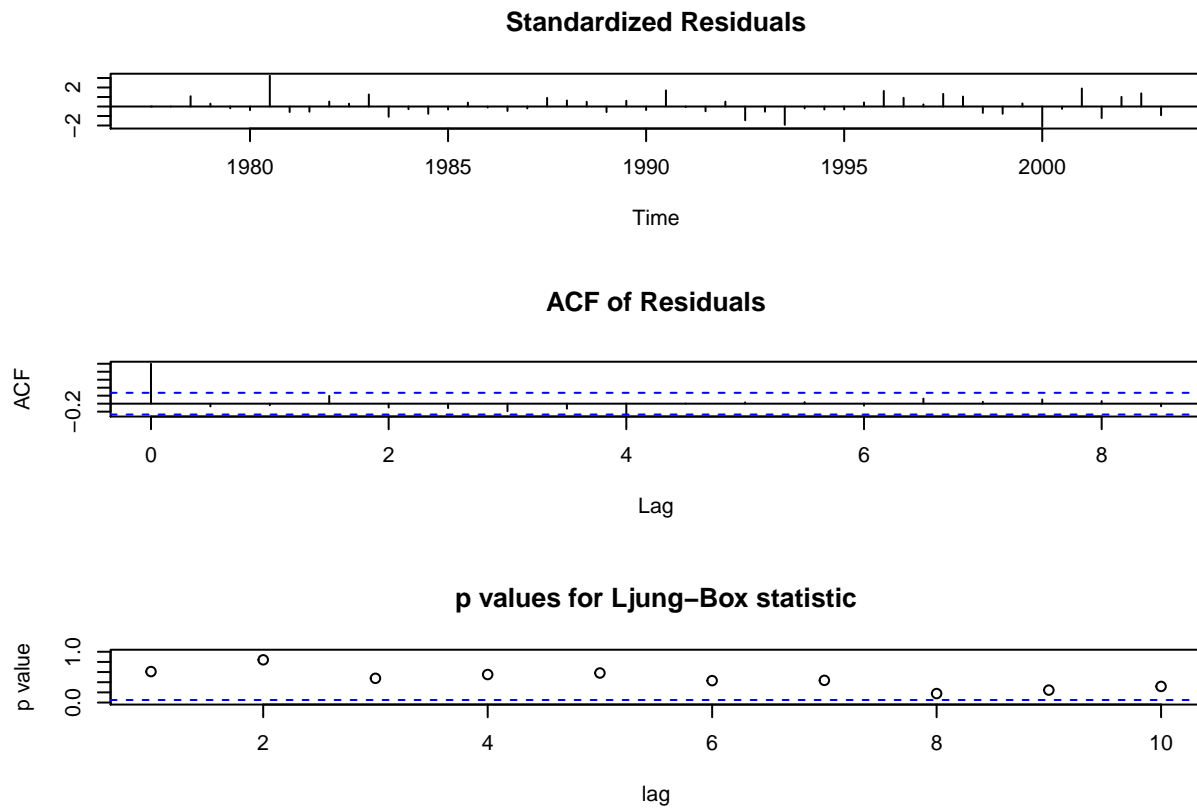 Standardized Residuals
2
−2
1980 1985 1990 1995 2000
Time
ACF of Residuals
ACF
−0.2
0 2 4 6 8
Lag
p values for Ljung−Box statistic
p value
1.0
0.0
2 4 6 8 10
lag